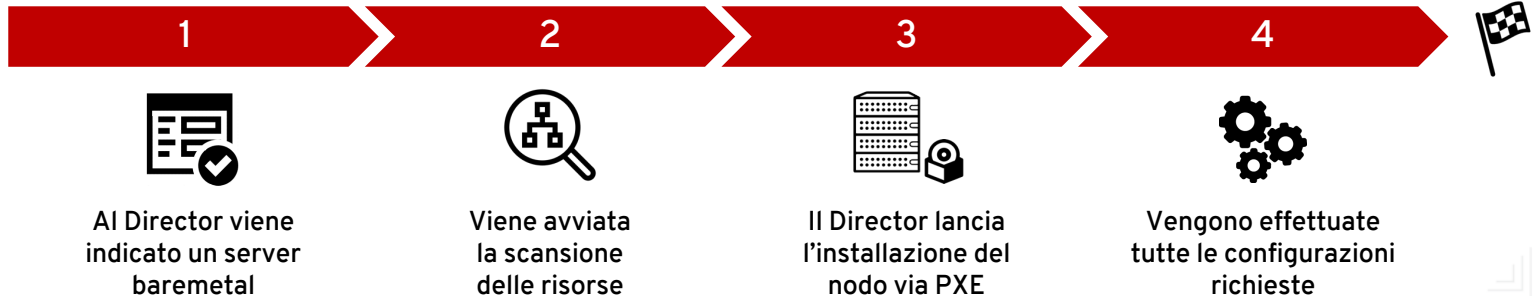 1
2
3
4
Al Director viene
indicato un server
baremetal
Viene avviata
la scansione
delle risorse
Il Director lancia
l'installazione del
nodo via PXE
Vengono effettuate
tutte le configurazioni
richieste